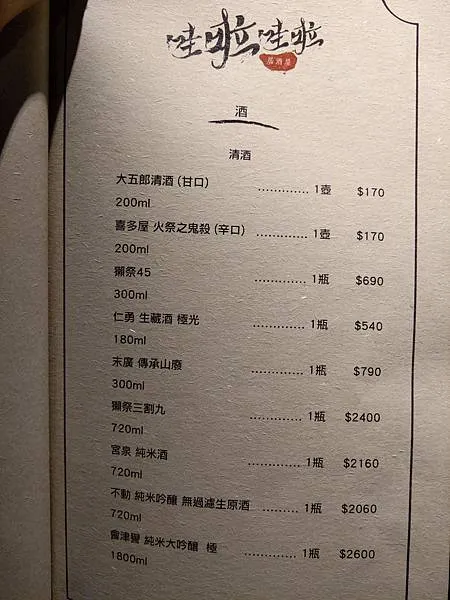 哇啦哇啦
居酒屋
酒
清酒
大五郎清酒(甘口) ............. 1壺 $170
200ml
喜多屋 火祭之鬼殺(辛口) ............. 1壺 $170
200ml
獺祭45 ............. 1瓶 $690
300ml
仁勇 生藏酒 極光 ............. 1瓶 $540
180ml
末廣 傳承山廢 ............. 1瓶 $790
300ml
獺祭三割九 ............. 1瓶 $2400
720ml
宮泉 純米酒 ............. 1瓶 $2160
720ml
不動 純米吟釀 無過濾生原酒 ......... 1瓶 $2060
720ml
會津譽 純米大吟釀 極 ............. 1瓶 $2600
1800ml